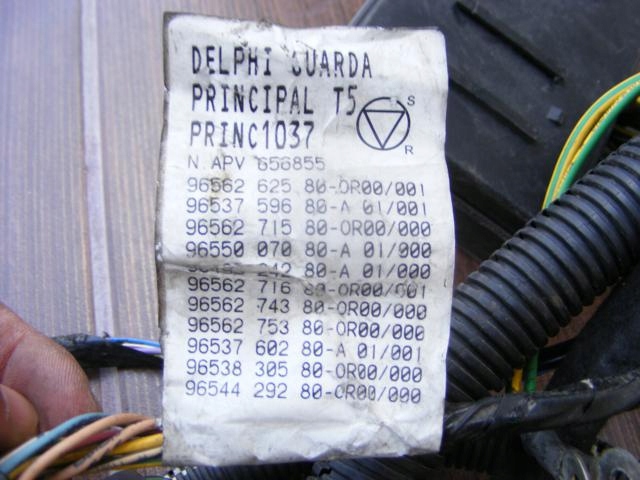 DELPHI GUARDA
PRINCIPAL T5
PRINC1037
S
R
N. APV 656855
96562 625 80-OR00/001
96537 596 80-A 01/001
96562 715 80-OR00/000
96550 070 80-A 01/000
242 80-A 01/000
96562 716 80-OR00/001
96562 743 80-OR00/000
96562 753 80-OR00/000
96537 602 80-A 01/001
96538 305 80-OR00/000
96544 292 80-OR00/000